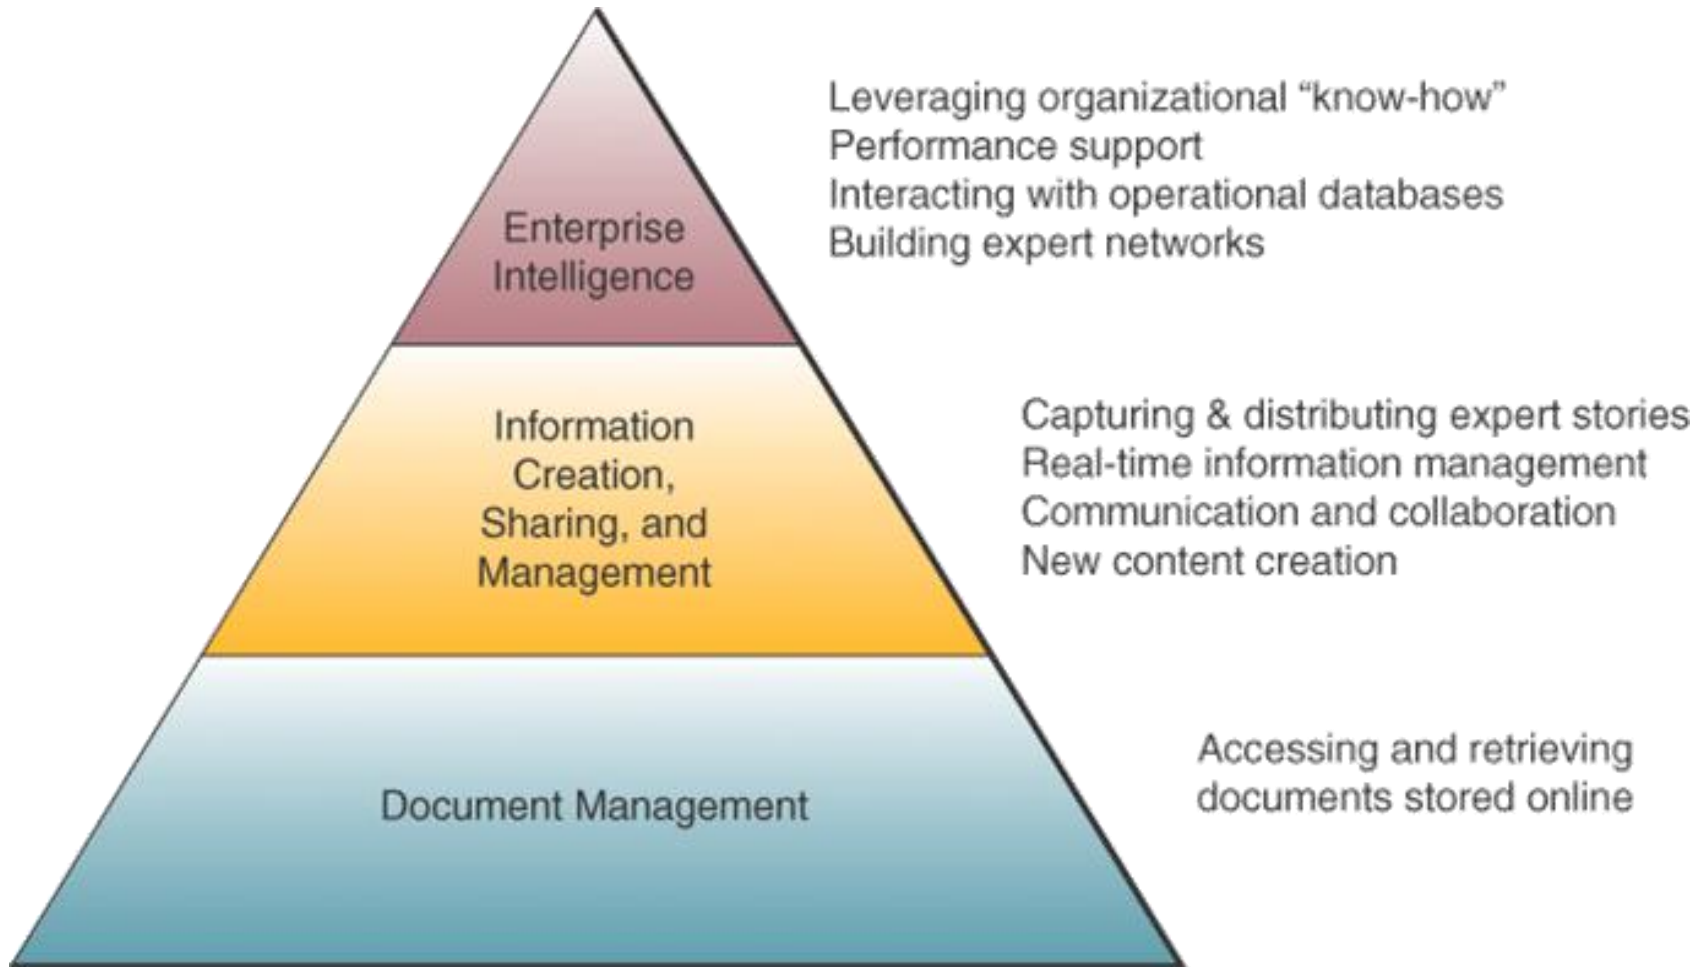 Leveraging organizational “know-how”
Performance support
Interacting with operational databases
Building expert networks
Enterprise
Intelligence
Capturing & distributing expert stories
Real-time information management
Communication and collaboration
New content creation
Information
Creation,
Sharing, and
Management
Accessing and retrieving
documents stored online
Document Management